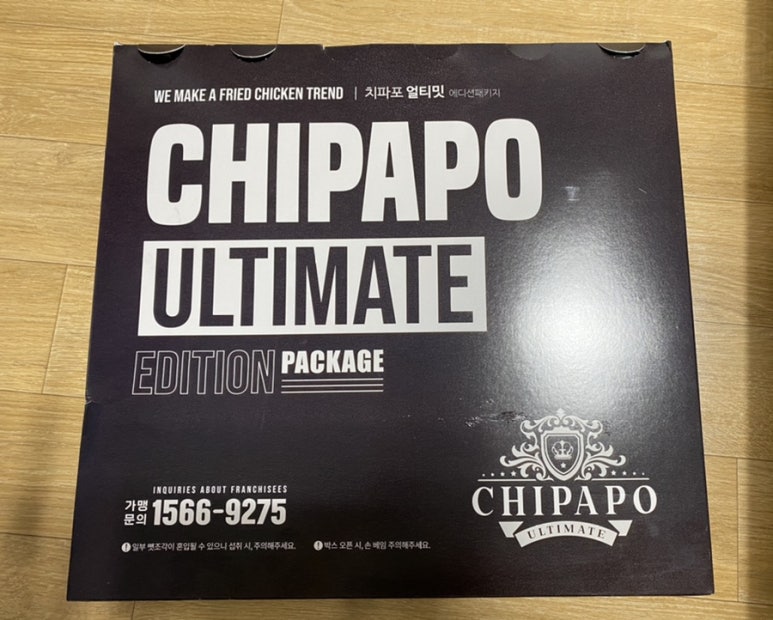 WE MAKE A FRIED CHICKEN TREND | 치파포 얼티밋 에디션패키지
CHIPAPO
ULTIMATE
EDITION PACKAGE
INQUIRIES ABOUT FRANCHISEES
가맹문의 1566-9275
! 일부 뼛조각이 혼입될 수 있으니 섭취 시, 주의해주세요. ! 박스 오픈 시, 손 베임 주의해주세요.
CHIPAPO
ULTIMATE